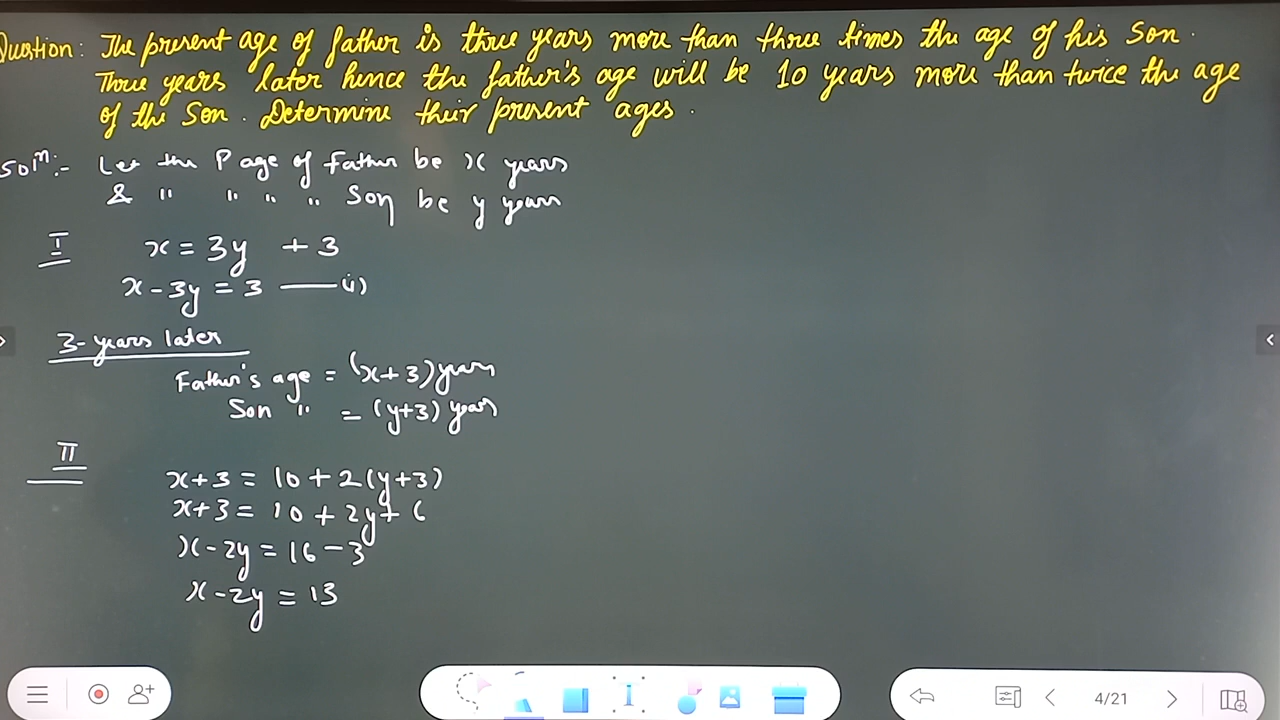 Question: The present age of father is three years more than three times the age of his Son.
Three years later hence the father's age will be 10 years more than twice the age
of the Son. Determine their present ages.
Soln:- Let the P age of Father be x years
& " " " " Son be y years
I x = 3y + 3
x - 3y = 3 —— (i)
3-years later
Father's age = (x+3) years
Son " = (y+3) years
II
x+3 = 10 + 2(y+3)
x+3 = 10 + 2y + 6
x - 2y = 16 - 3
x - 2y = 13
4/21